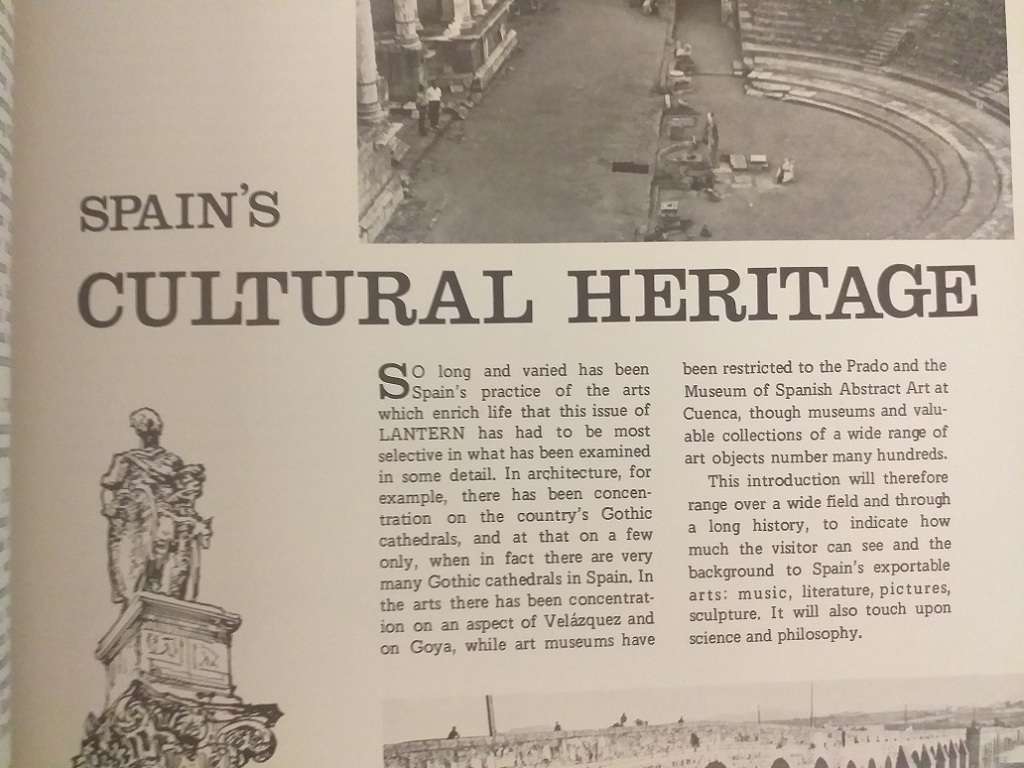 SPAIN'S
CULTURAL HERITAGE
SO long and varied has been
Spain's practice of the arts
which enrich life that this issue of
LANTERN has had to be most
selective in what has been examined
in some detail. In architecture, for
example, there has been concen-
tration on the country's Gothic
cathedrals, and at that on a few
only, when in fact there are very
many Gothic cathedrals in Spain. In
the arts there has been concentrat-
ion on an aspect of Velázquez and
on Goya, while art museums have
been restricted to the Prado and the
Museum of Spanish Abstract Art at
Cuenca, though museums and valu-
able collections of a wide range of
art objects number many hundreds.
This introduction will therefore
range over a wide field and through
a long history, to indicate how
much the visitor can see and the
background to Spain's exportable
arts: music, literature, pictures,
sculpture. It will also touch upon
science and philosophy.